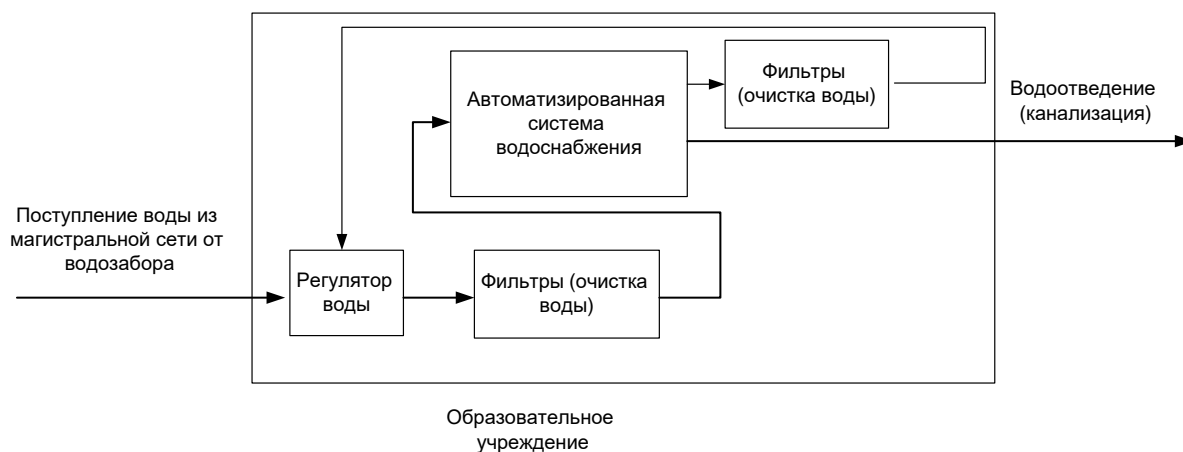 Фильтры
(очистка воды)
Водоотведение
(канализация)
Автоматизированная
система
водоснабжения
Поступление воды из
магистральной сети от
водозабора
Регулятор
воды
Фильтры (очистка
воды)
Образовательное
учреждение